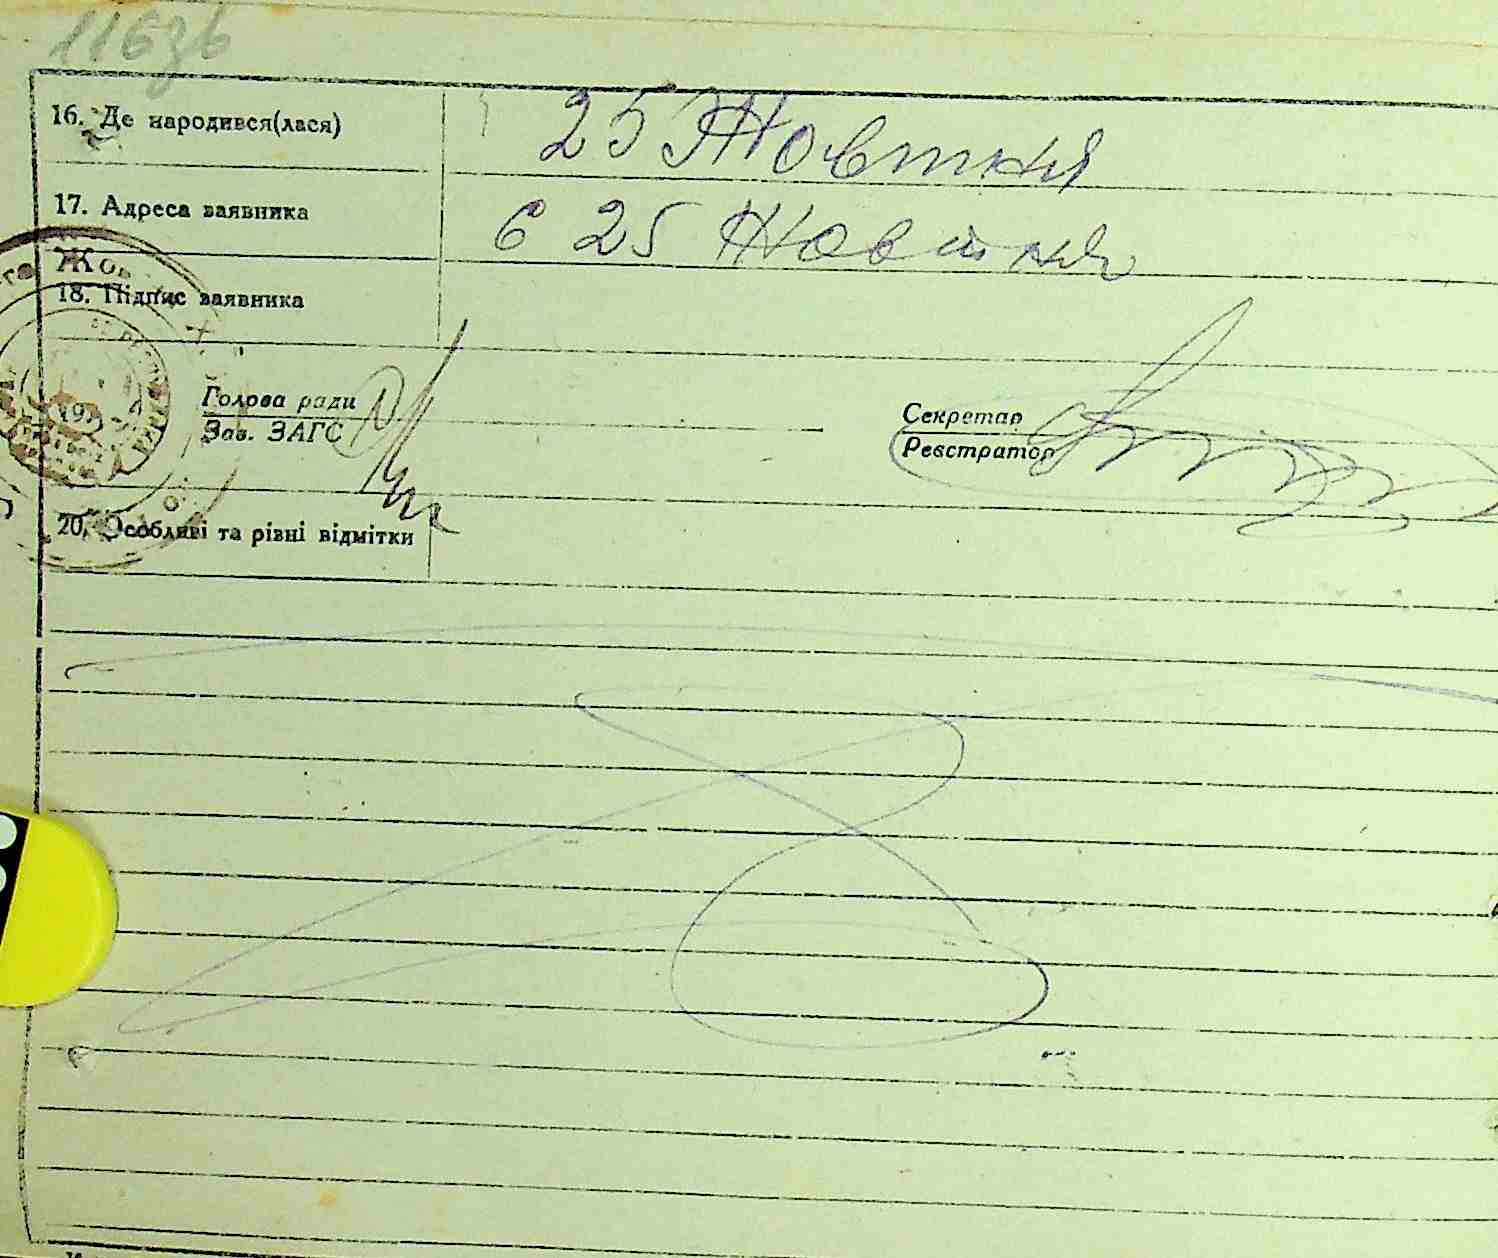 116зв
16. Де народився(лася) 25 Жовтня
17. Адреса заявника с 25 Жовтня
18. Підпис заявника
Голова ради Секретар
Зав. ЗАГС Реєстратор
20. Особливі та різні відмітки